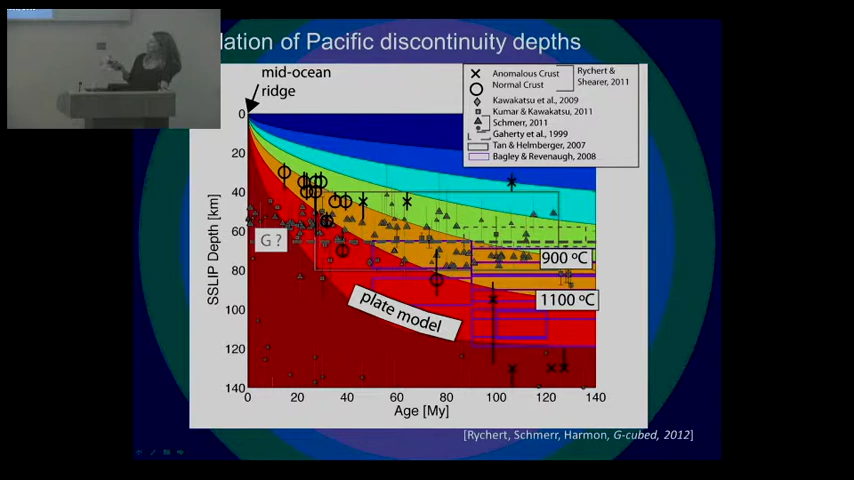 lation of Pacific discontinuity depths
mid-ocean
ridge
Anomalous Crust
Normal Crust
Rychert &
Shearer, 2011
Kawakatsu et al., 2009
Kumar & Kawakatsu, 2011
Schmerr, 2011
Gaherty et al., 1999
Tan & Helmberger, 2007
Bagley & Revenaugh, 2008
0
20
40
60
80
100
120
140
SSLIP Depth [km]
G ?
900 ºC
1100 ºC
plate model
0 20 40 60 80 100 120 140
Age [My]
[Rychert, Schmerr, Harmon, G-cubed, 2012]